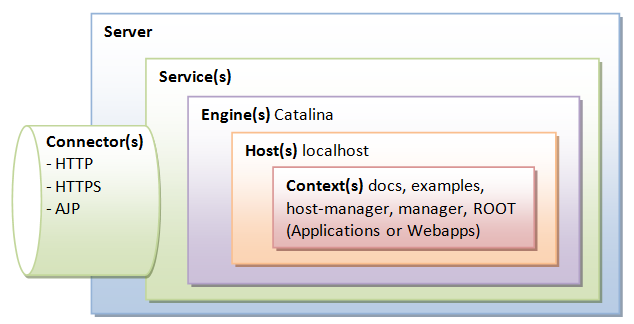 Server
Service(s)
Engine(s) Catalina
Connector(s)
- HTTP
- HTTPS
- AJP
Host(s) localhost
Context(s) docs, examples,
host-manager, manager, ROOT
(Applications or Webapps)